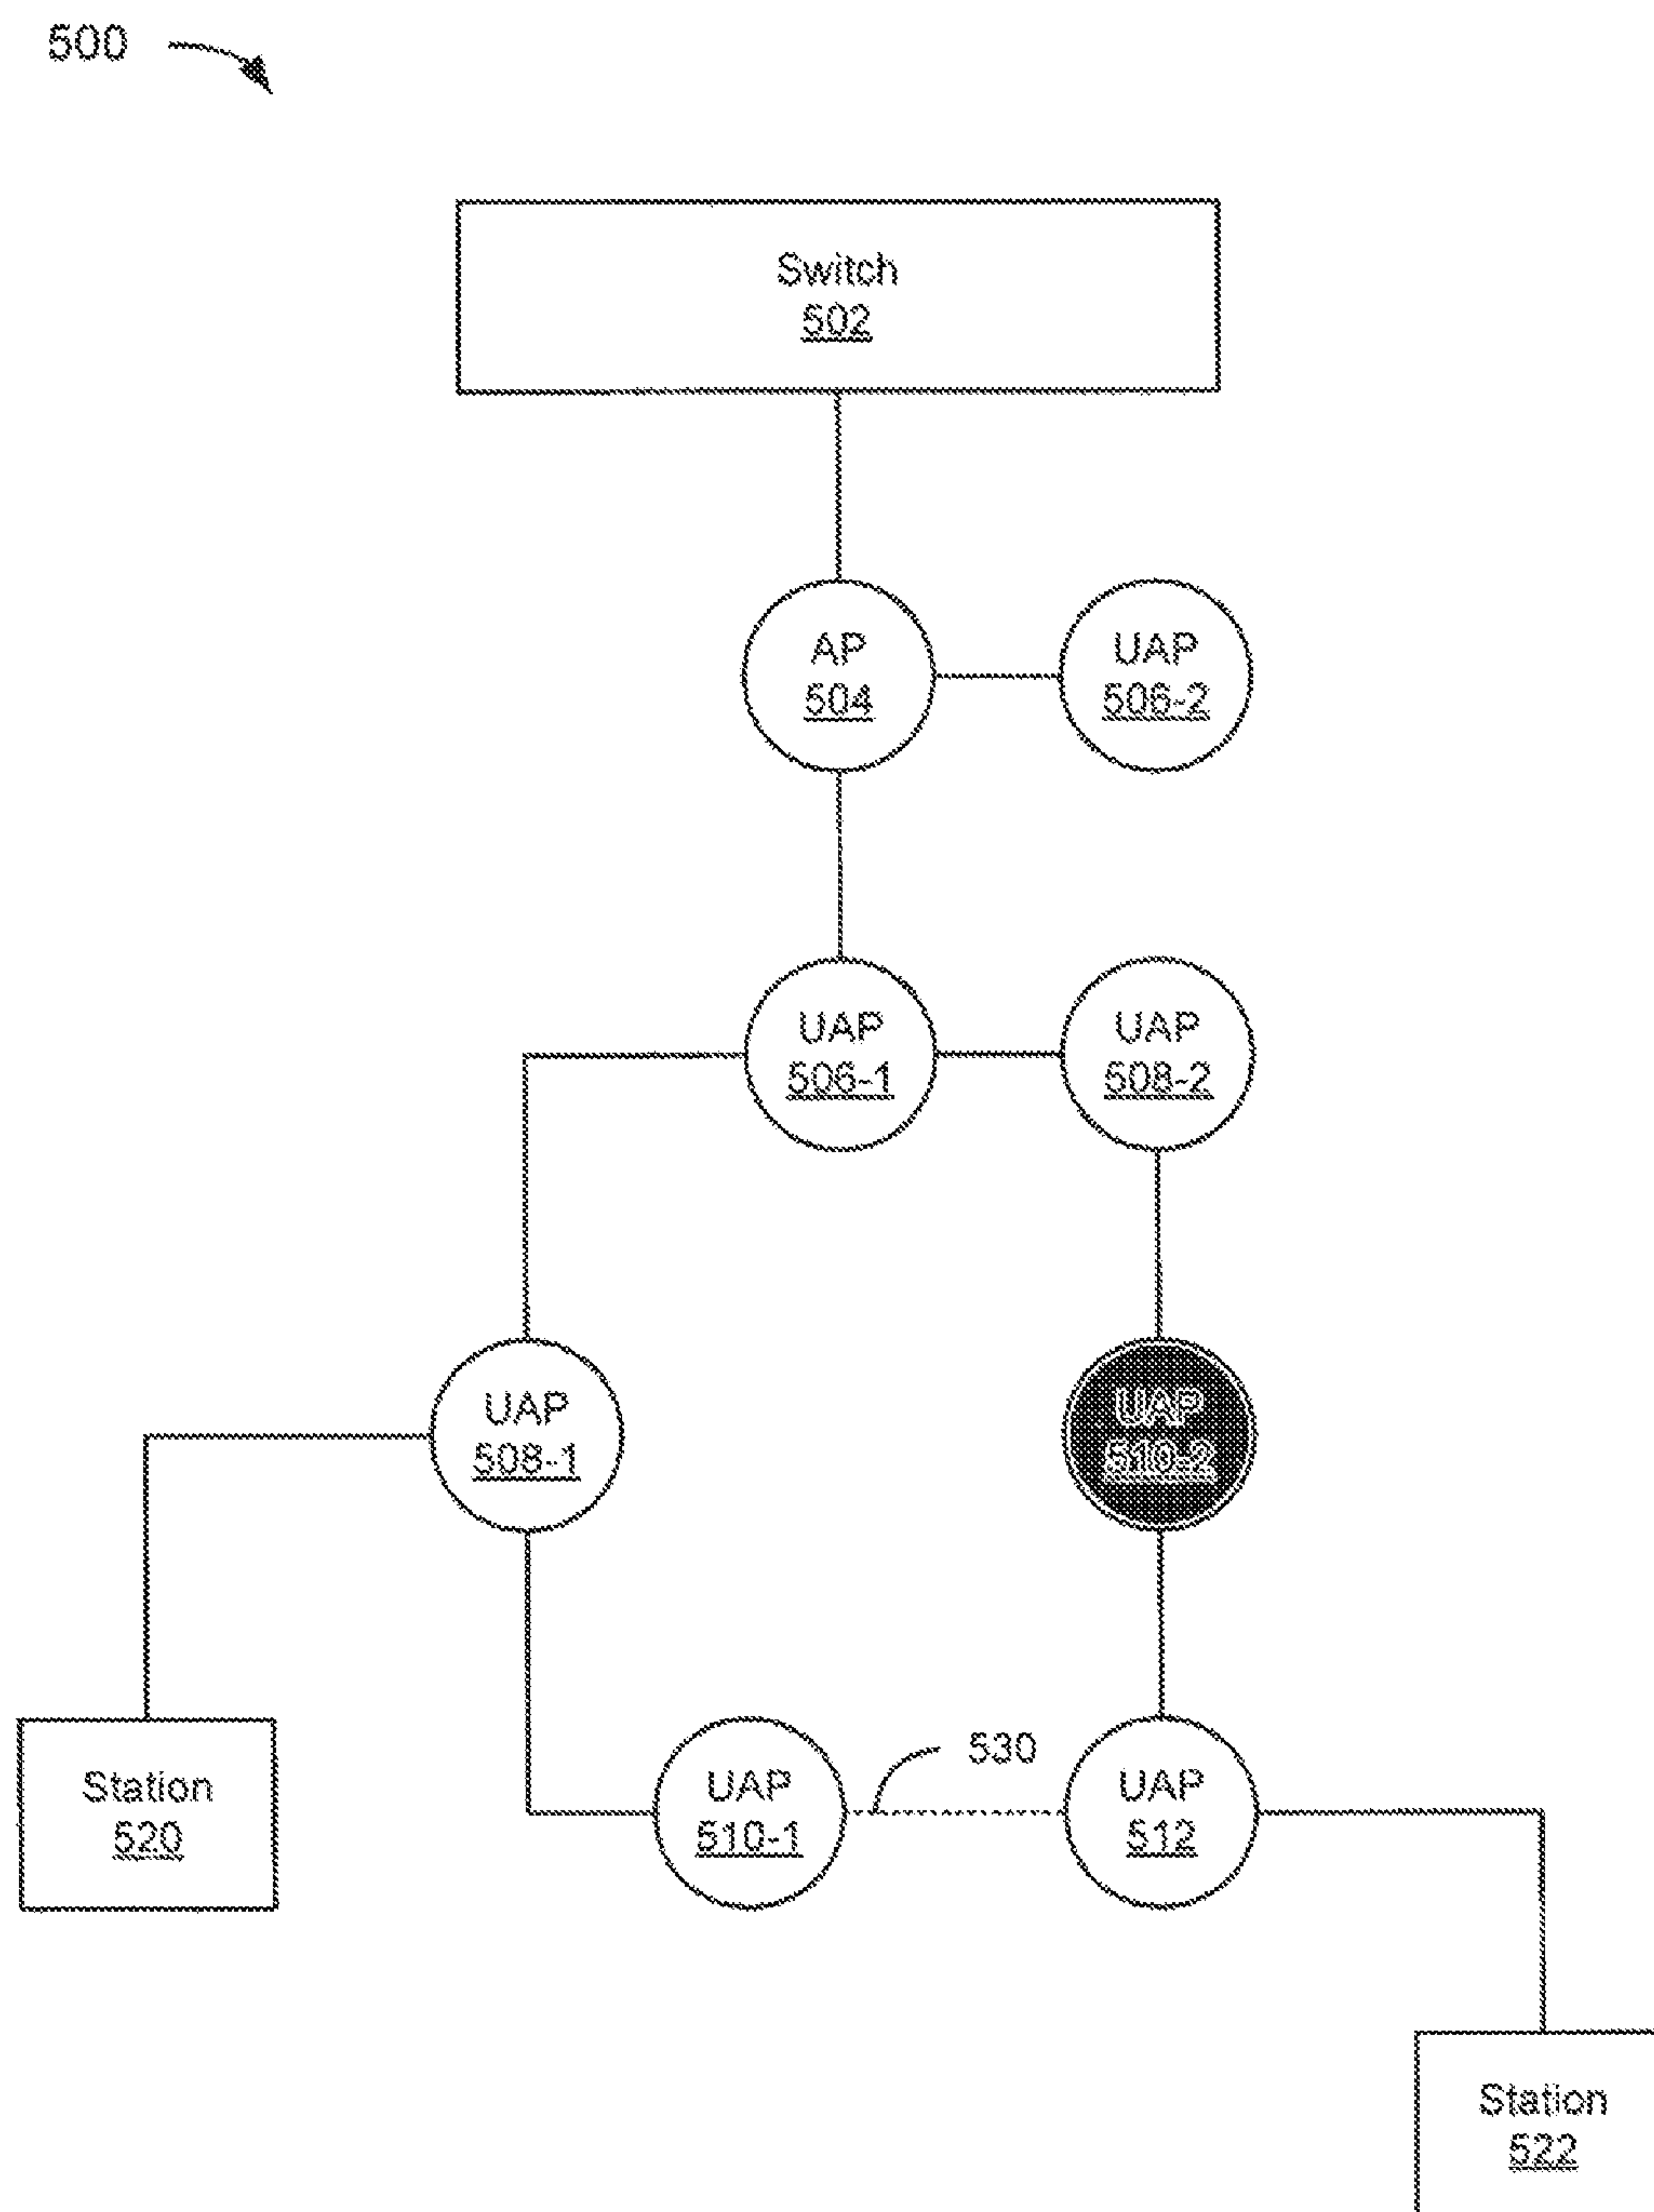 500
Switch
502
AP
504
UAP
506-2
UAP
506-1
UAP
508-2
UAP
508-1
UAP
510-2
Station
520
UAP
510-1
530
UAP
512
Station
522